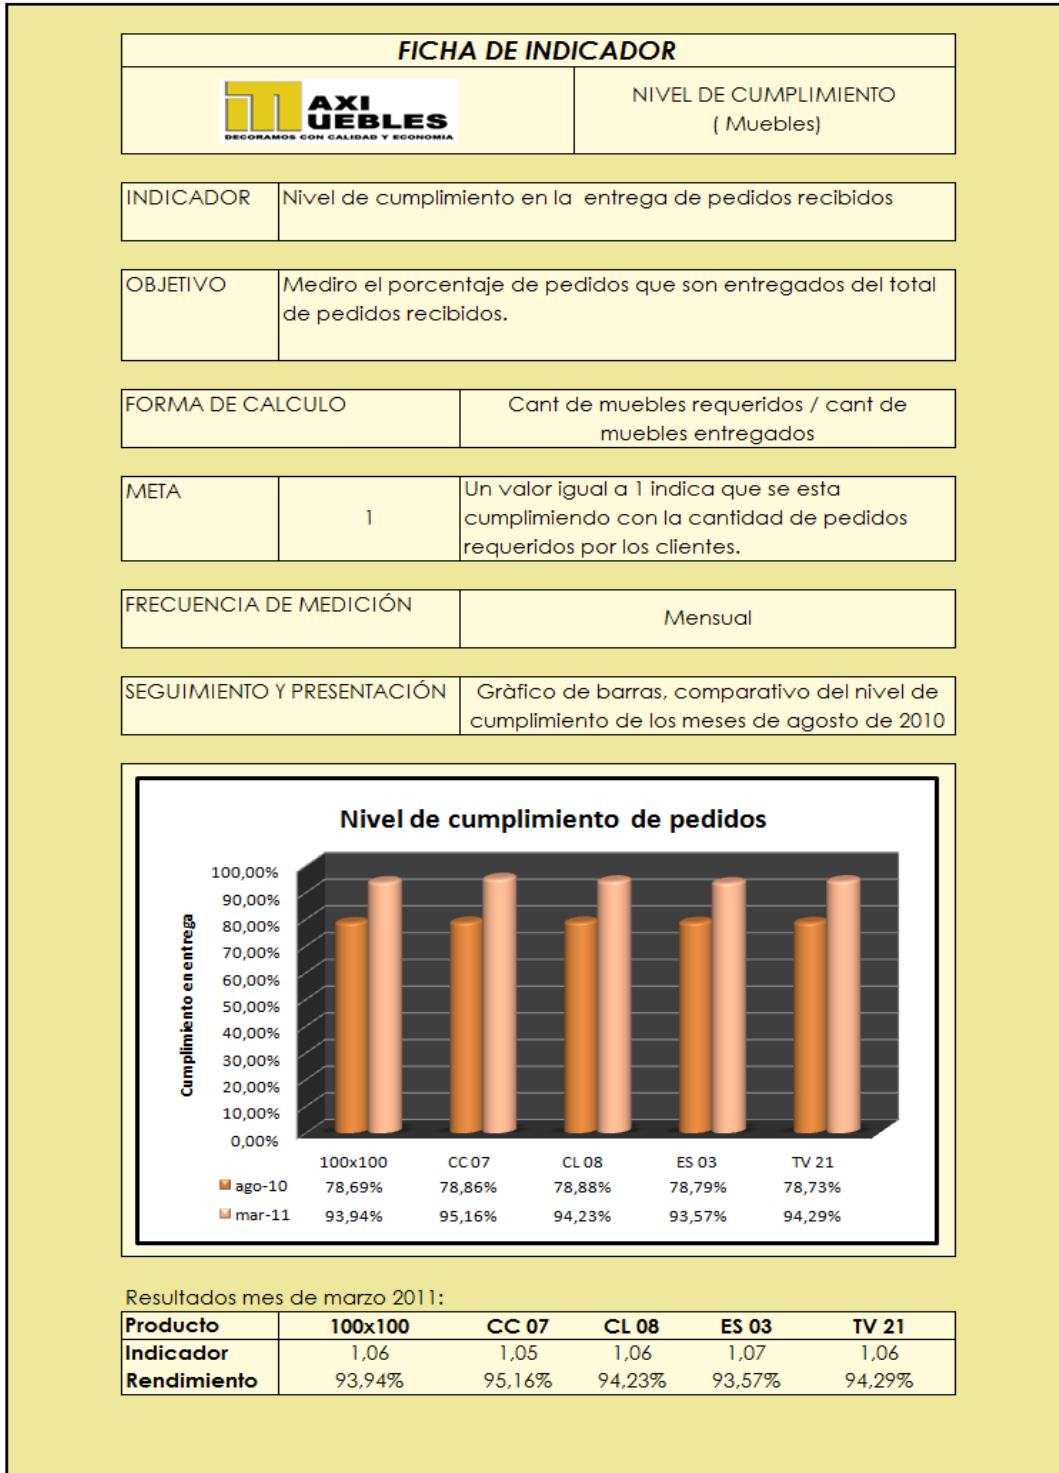 FICHA DE INDICADOR
AXI
UEBLES
DECORAMOS CON CALIDAD Y ECONOMIA
NIVEL DE CUMPLIMIENTO
( Muebles)
INDICADOR
Nivel de cumplimiento en la entrega de pedidos recibidos
OBJETIVO
Mediro el porcentaje de pedidos que son entregados del total
de pedidos recibidos.
FORMA DE CALCULO
Cant de muebles requeridos / cant de
muebles entregados
META
1
Un valor igual a 1 indica que se esta
cumplimiendo con la cantidad de pedidos
requeridos por los clientes.
FRECUENCIA DE MEDICIÓN
Mensual
SEGUIMIENTO Y PRESENTACIÓN
Gràfico de barras, comparativo del nivel de
cumplimiento de los meses de agosto de 2010
Nivel de cumplimiento de pedidos
Cumplimiento en entrega
100,00%
90,00%
80,00%
70,00%
60,00%
50,00%
40,00%
30,00%
20,00%
10,00%
0,00%
100x100 CC 07 CL 08 ES 03 TV 21
ago-10 78,69% 78,86% 78,88% 78,79% 78,73%
mar-11 93,94% 95,16% 94,23% 93,57% 94,29%
Resultados mes de marzo 2011:
Producto 100x100 CC 07 CL 08 ES 03 TV 21
Indicador 1,06 1,05 1,06 1,07 1,06
Rendimiento 93,94% 95,16% 94,23% 93,57% 94,29%